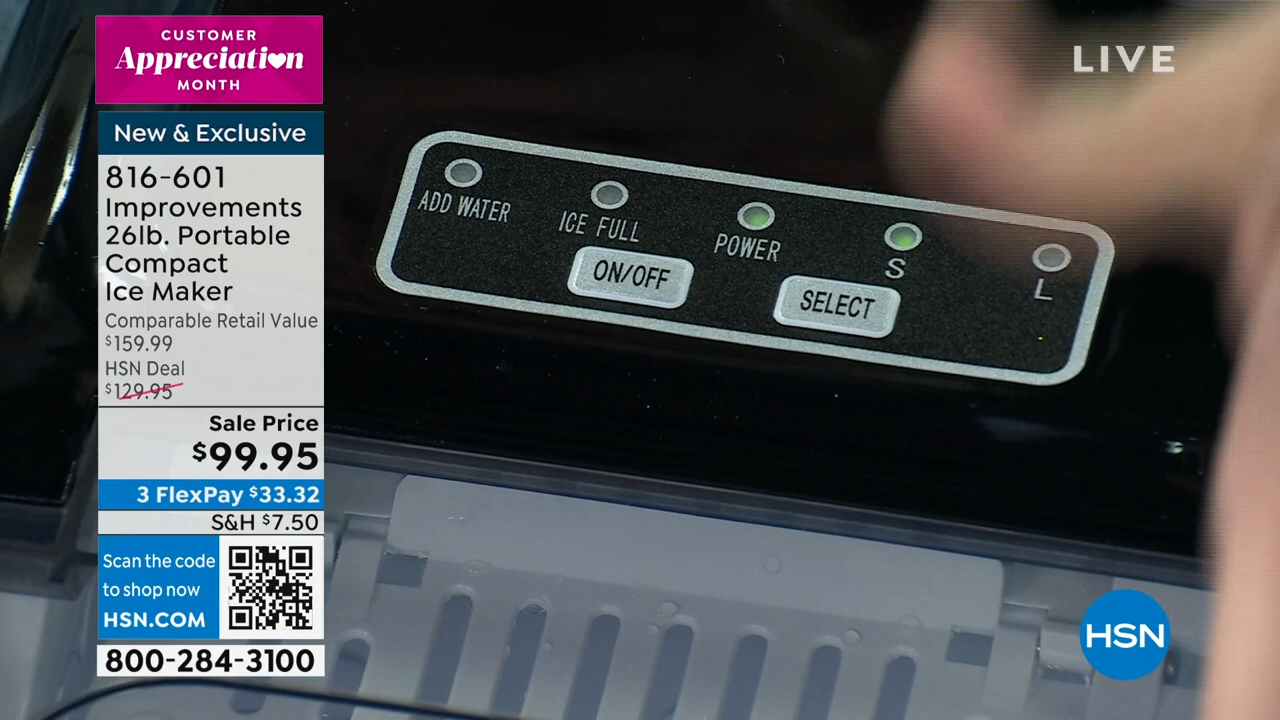 CUSTOMER
Appreciation
MONTH
New & Exclusive
816-601
Improvements
26lb. Portable
Compact
Ice Maker
Comparable Retail Value
$159.99
HSN Deal
$129.95
Sale Price
$99.95
3 FlexPay $33.32
S&H $7.50
Scan the code
to shop now
HSN.COM
800-284-3100
LIVE
ADD WATER
ICE FULL
POWER
S
L
ON/OFF
SELECT
HSN